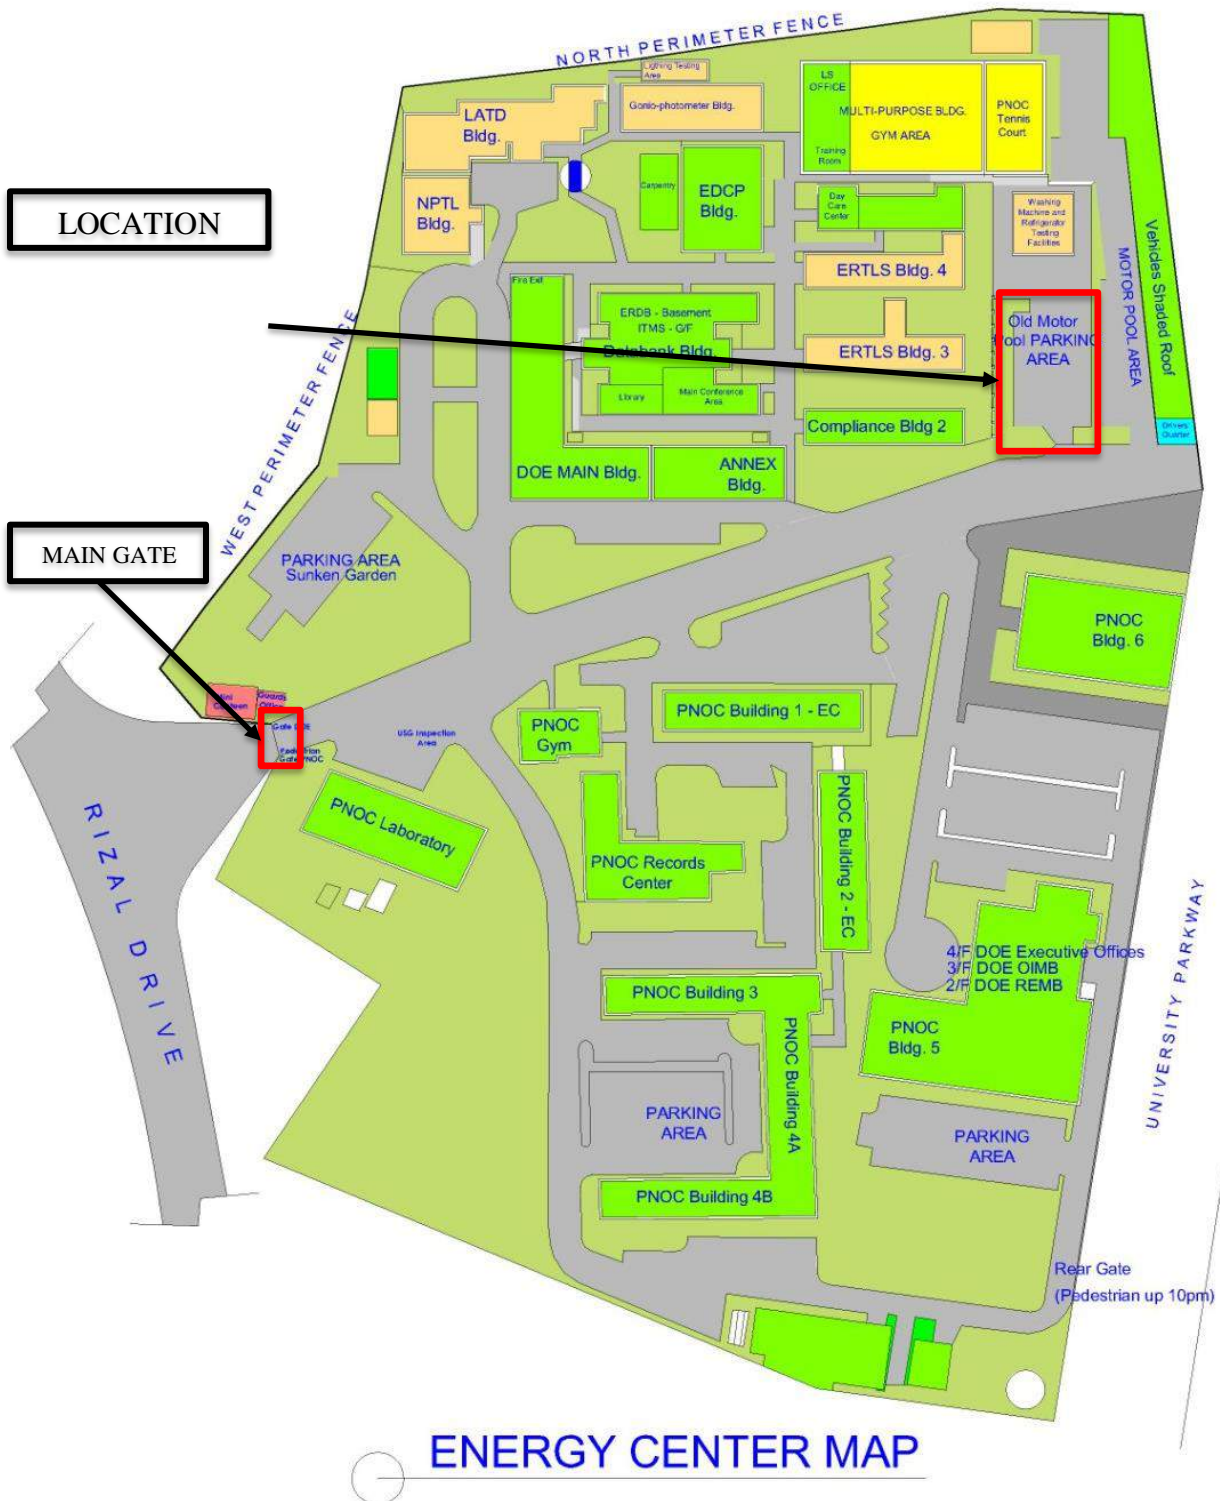 NORTH PERIMETER FENCE
Lighting Testing
Area
LATD
Bldg.
Gonio-photometer Bldg.
LS
OFFICE
MULTI-PURPOSE BLDG.
GYM AREA
Training
Room
PNOC
Tennis
Court
LOCATION
NPTL
Bldg.
Carpentry
EDCP
Bldg.
Day
Care
Center
Washing
Machine and
Refrigerator
Testing
Facilities
Vehicles Shaded Roof
MOTOR POOL AREA
Fire Exit
ERTLS Bldg. 4
ERDB - Basement
ITMS - G/F
Databank Bldg.
ERTLS Bldg. 3
Old Motor
Pool PARKING
AREA
Library
Main Conference
Area
Compliance Bldg 2
Drivers
Quarter
WEST PERIMETER FENCE
DOE MAIN Bldg.
ANNEX
Bldg.
MAIN GATE
PARKING AREA
Sunken Garden
PNOC
Bldg. 6
Mini
Canteen
Guards
Office
Gate DOE
Pedestrian
Gate PNOC
USG Inspection
Area
PNOC
Gym
PNOC Building 1 - EC
PNOC Laboratory
PNOC Records
Center
PNOC Building 2 - EC
RIZAL DRIVE
4/F DOE Executive Offices
3/F DOE OIMB
2/F DOE REMB
PNOC
Bldg. 5
UNIVERSITY PARKWAY
PNOC Building 3
PNOC Building 4A
PARKING
AREA
PARKING
AREA
PNOC Building 4B
Rear Gate
(Pedestrian up 10pm)
ENERGY CENTER MAP